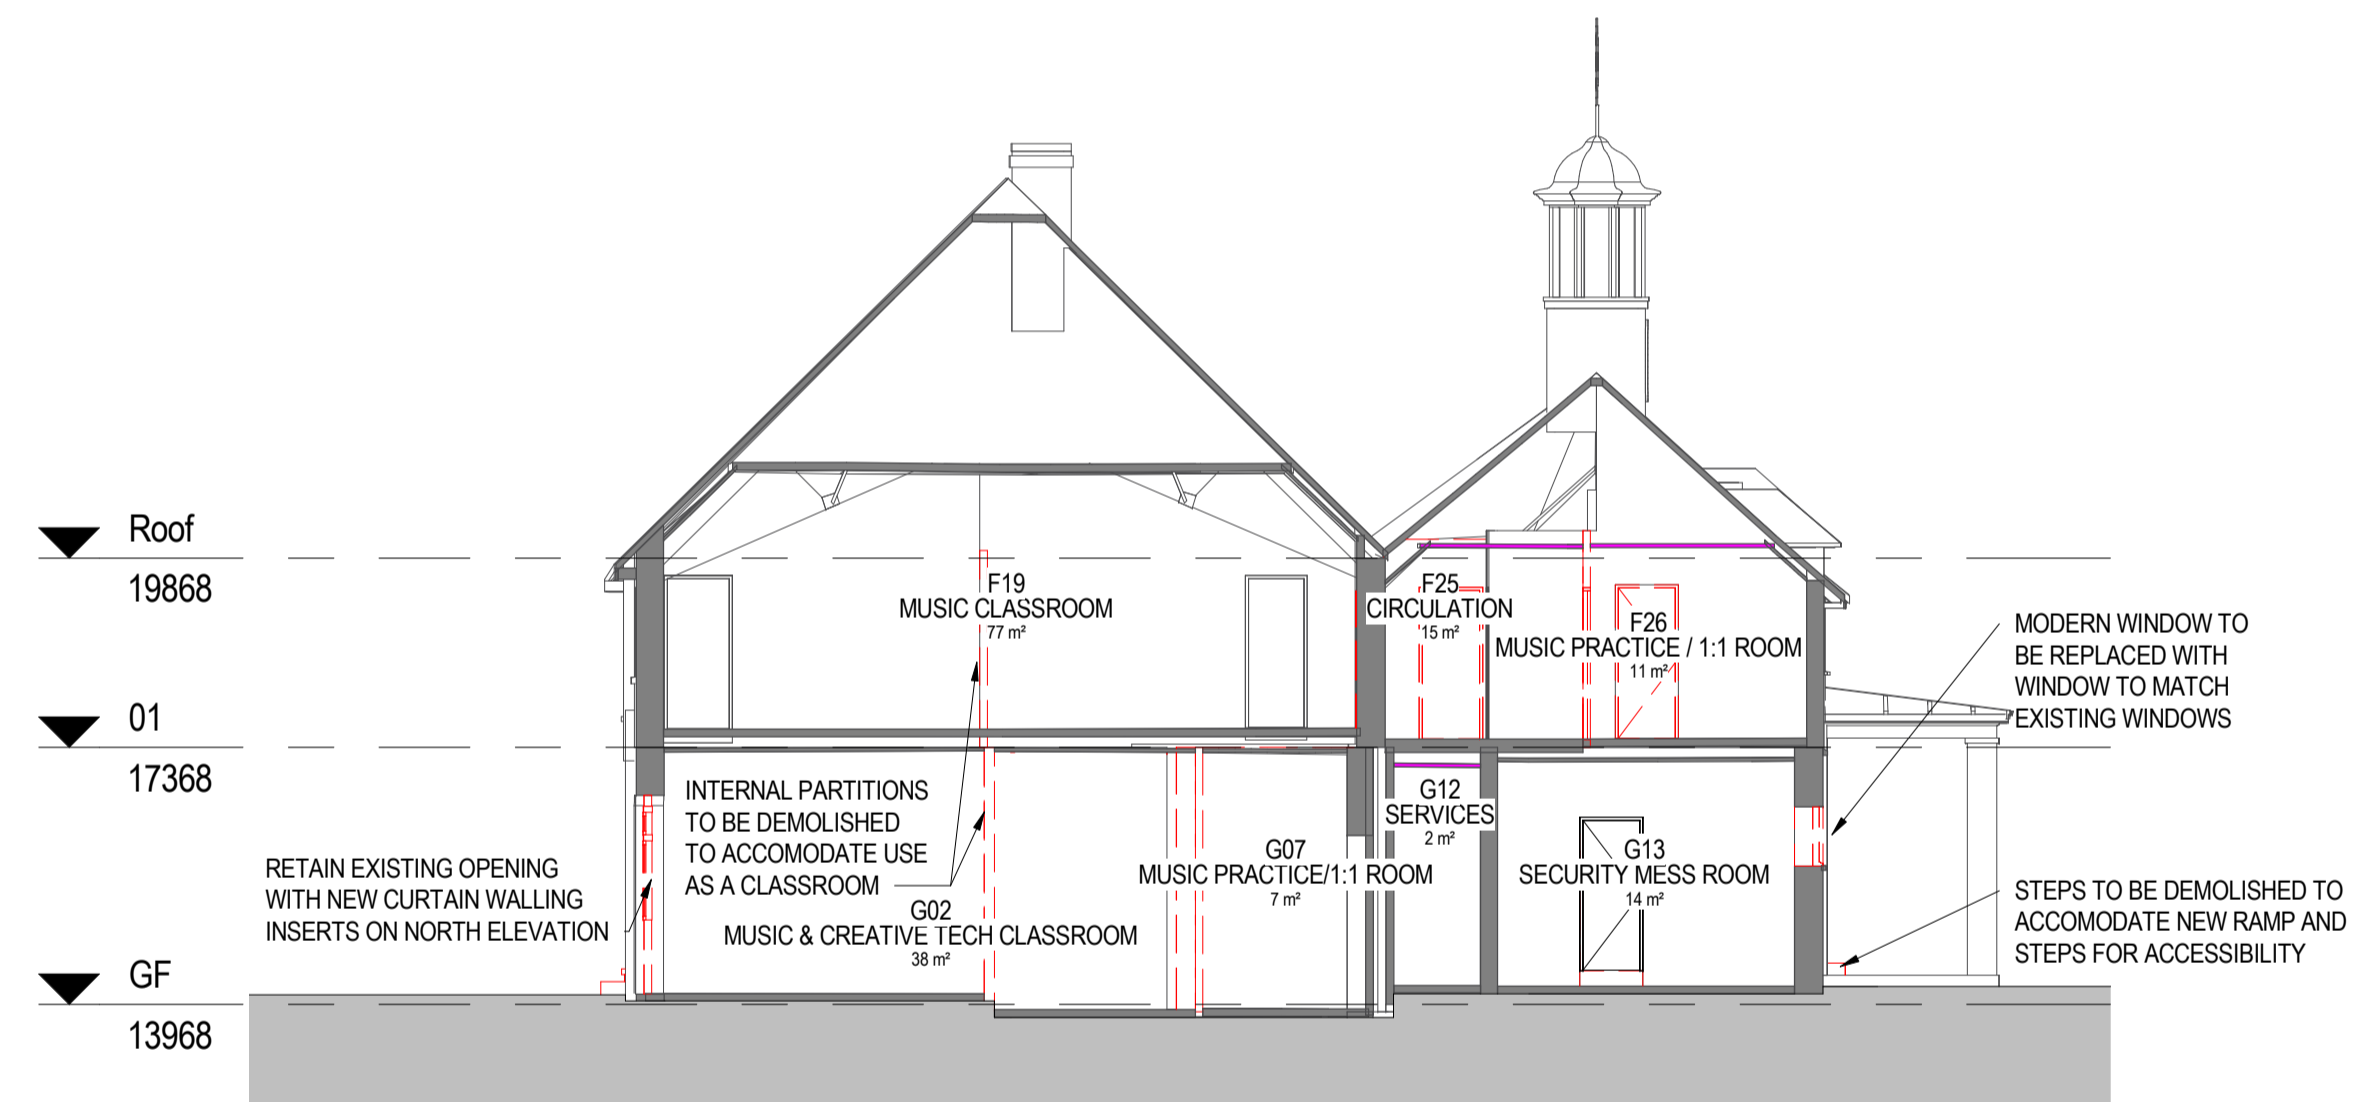 Roof
19868
01
17368
GF
13968
F19
MUSIC CLASSROOM
77 m²
F25
CIRCULATION
15 m²
F26
MUSIC PRACTICE / 1:1 ROOM
11 m²
MODERN WINDOW TO
BE REPLACED WITH
WINDOW TO MATCH
EXISTING WINDOWS
INTERNAL PARTITIONS
TO BE DEMOLISHED
TO ACCOMODATE USE
AS A CLASSROOM
RETAIN EXISTING OPENING
WITH NEW CURTAIN WALLING
INSERTS ON NORTH ELEVATION
G02
MUSIC & CREATIVE TECH CLASSROOM
38 m²
G07
MUSIC PRACTICE/1:1 ROOM
7 m²
G12
SERVICES
2 m²
G13
SECURITY MESS ROOM
14 m²
STEPS TO BE DEMOLISHED TO
ACCOMODATE NEW RAMP AND
STEPS FOR ACCESSIBILITY